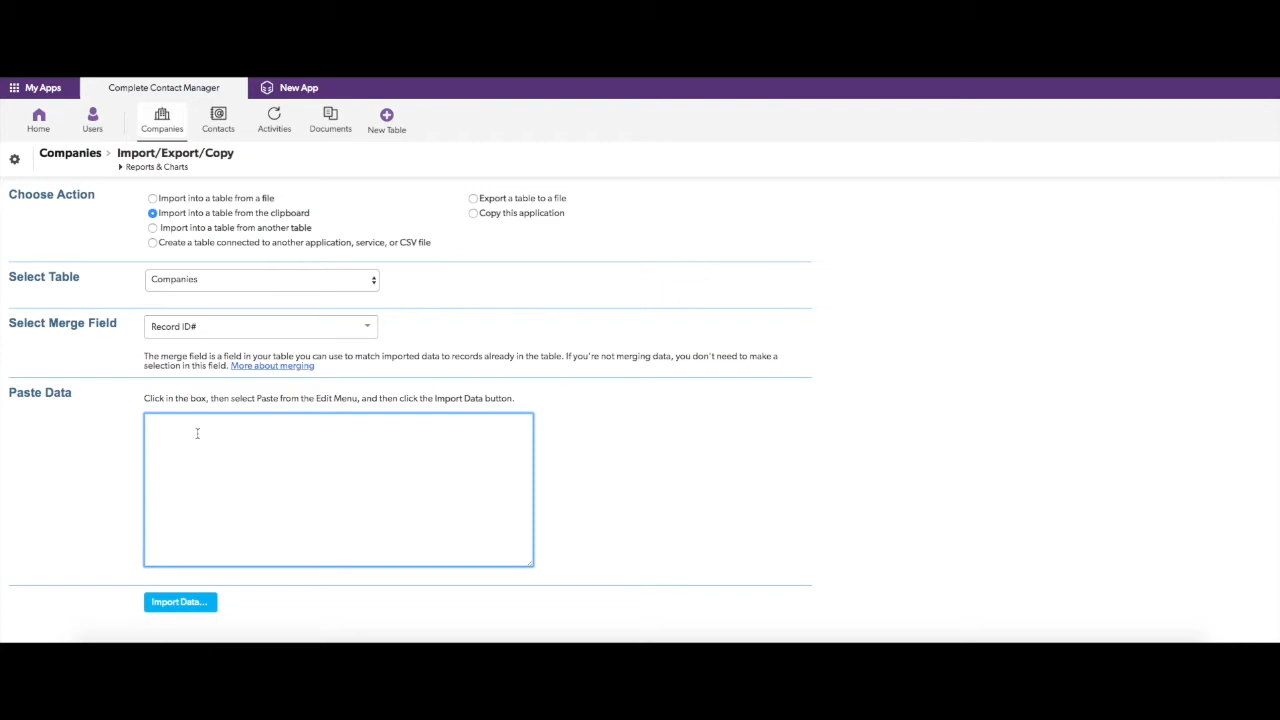 My Apps
Complete Contact Manager
New App
Home
Users
Companies
Contacts
Activities
Documents
New Table
Companies > Import/Export/Copy
Reports & Charts
Choose Action
Import into a table from a file
Export a table to a file
Import into a table from the clipboard
Copy this application
Import into a table from another table
Create a table connected to another application, service, or CSV file
Select Table
Companies
Select Merge Field
Record ID#
The merge field is a field in your table you can use to match imported data to records already in the table. If you're not merging data, you don't need to make a
selection in this field. More about merging
Paste Data
Click in the box, then select Paste from the Edit Menu, and then click the Import Data button.
Import Data...